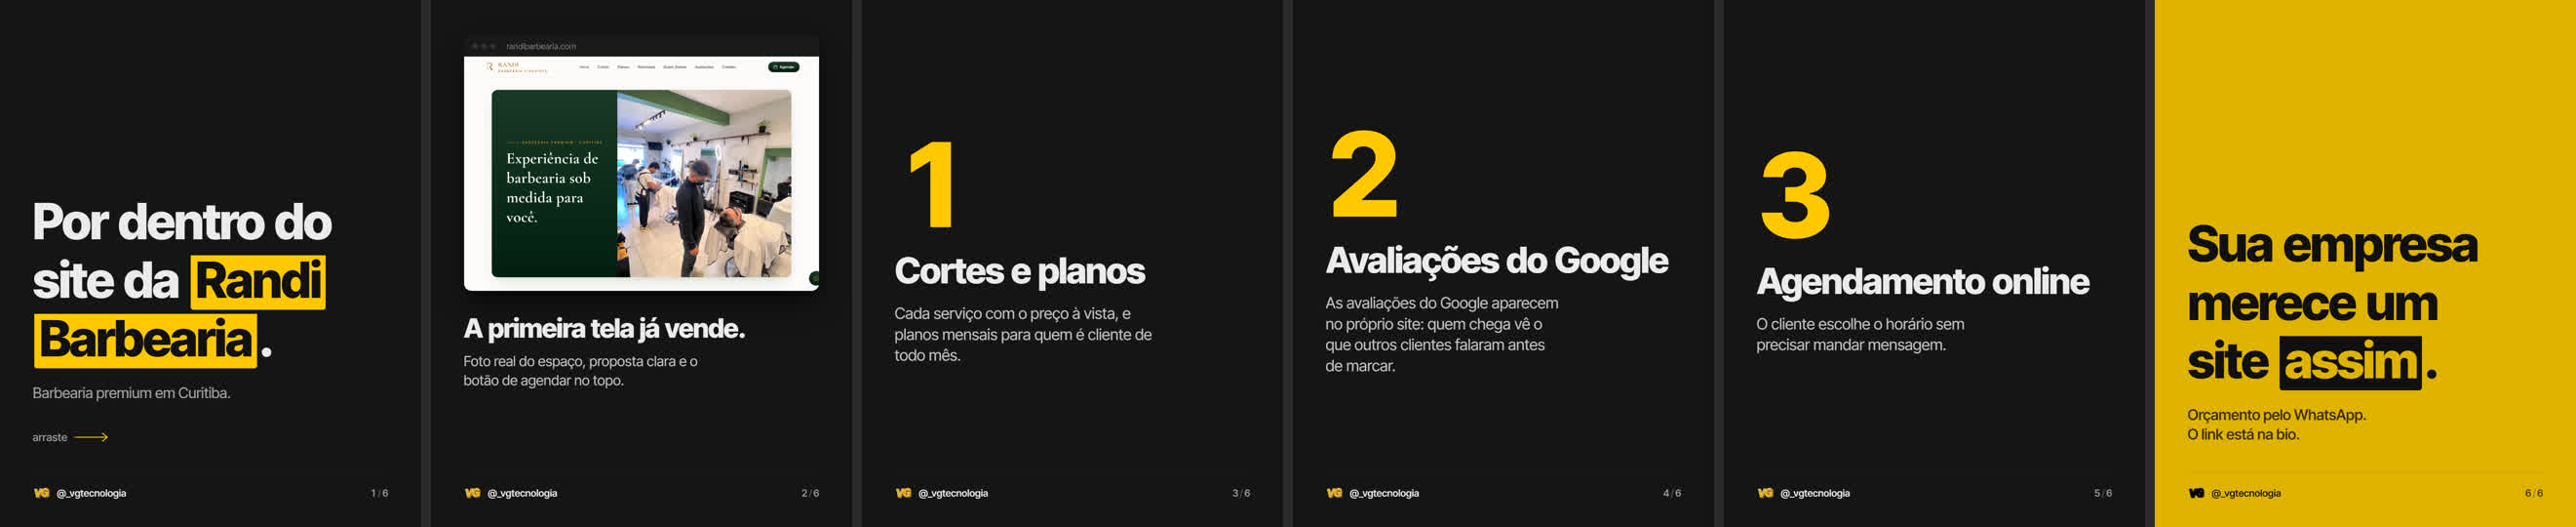 Por dentro do
site da Randi
Barbearia.
Barbearia premium em Curitiba.
arraste
VG @_vgtecnologia
1/6
randibarbearia.com
RANDI
Agendar
BARBEARIA PREMIUM · CURITIBA
Experiência de
barbearia sob
medida para
você.
A primeira tela já vende.
Foto real do espaço, proposta clara e o
botão de agendar no topo.
VG @_vgtecnologia
2/6
1
Cortes e planos
Cada serviço com o preço à vista, e
planos mensais para quem é cliente de
todo mês.
VG @_vgtecnologia
3/6
2
Avaliações do Google
As avaliações do Google aparecem
no próprio site: quem chega vê o
que outros clientes falaram antes
de marcar.
VG @_vgtecnologia
4/6
3
Agendamento online
O cliente escolhe o horário sem
precisar mandar mensagem.
VG @_vgtecnologia
5/6
Sua empresa
merece um
site assim.
Orçamento pelo WhatsApp.
O link está na bio.
VG @_vgtecnologia
6/6